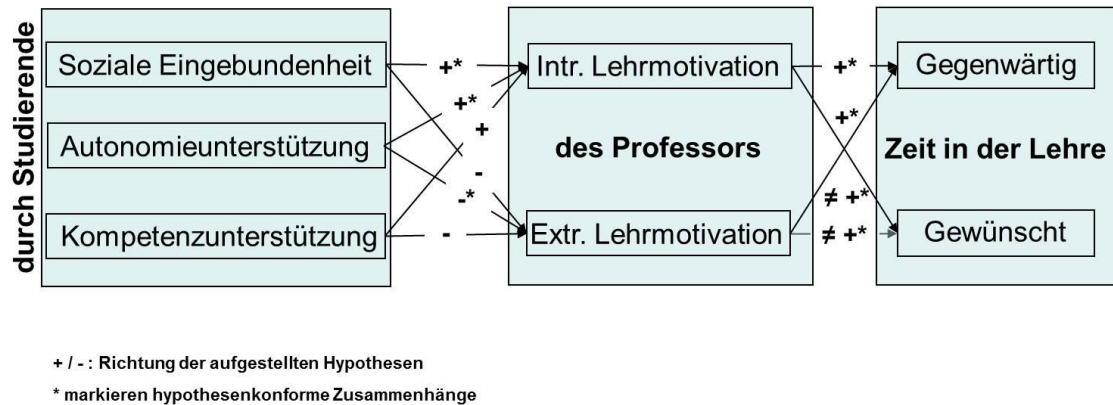 durch Studierende
Soziale Eingebundenheit
Autonomieunterstützung
Kompetenzunterstützung
+*
+*
+
-
-*
-
Intr. Lehrmotivation
des Professors
Extr. Lehrmotivation
+*
+*
≠ +*
≠ +*
Gegenwärtig
Zeit in der Lehre
Gewünscht
+ / - : Richtung der aufgestellten Hypothesen
* markieren hypothesenkonforme Zusammenhänge